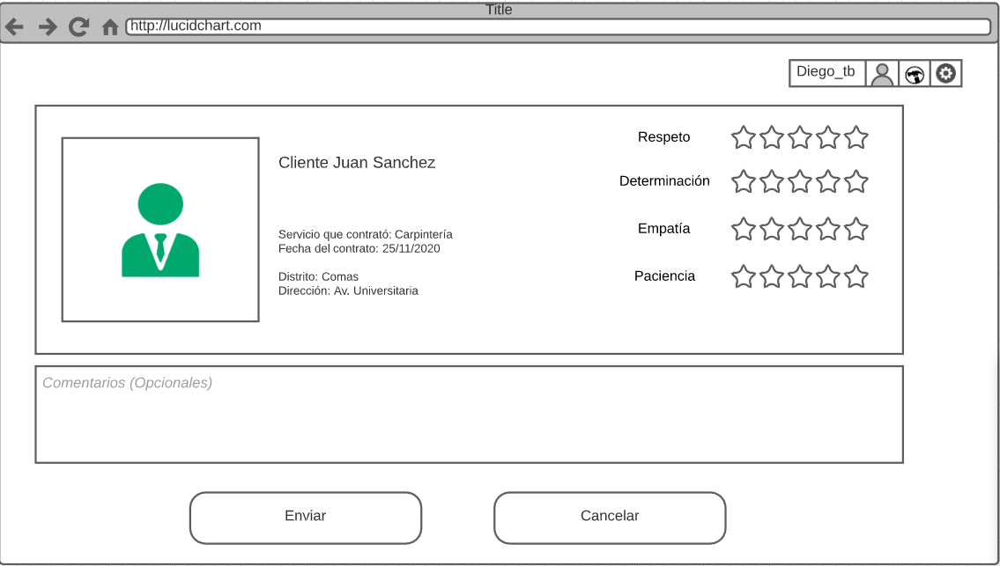 Title
http://lucidchart.com
Diego_tb
Cliente Juan Sanchez
Servicio que contrató: Carpintería
Fecha del contrato: 25/11/2020
Distrito: Comas
Dirección: Av. Universitaria
Respeto
Determinación
Empatía
Paciencia
Comentarios (Opcionales)
Enviar
Cancelar